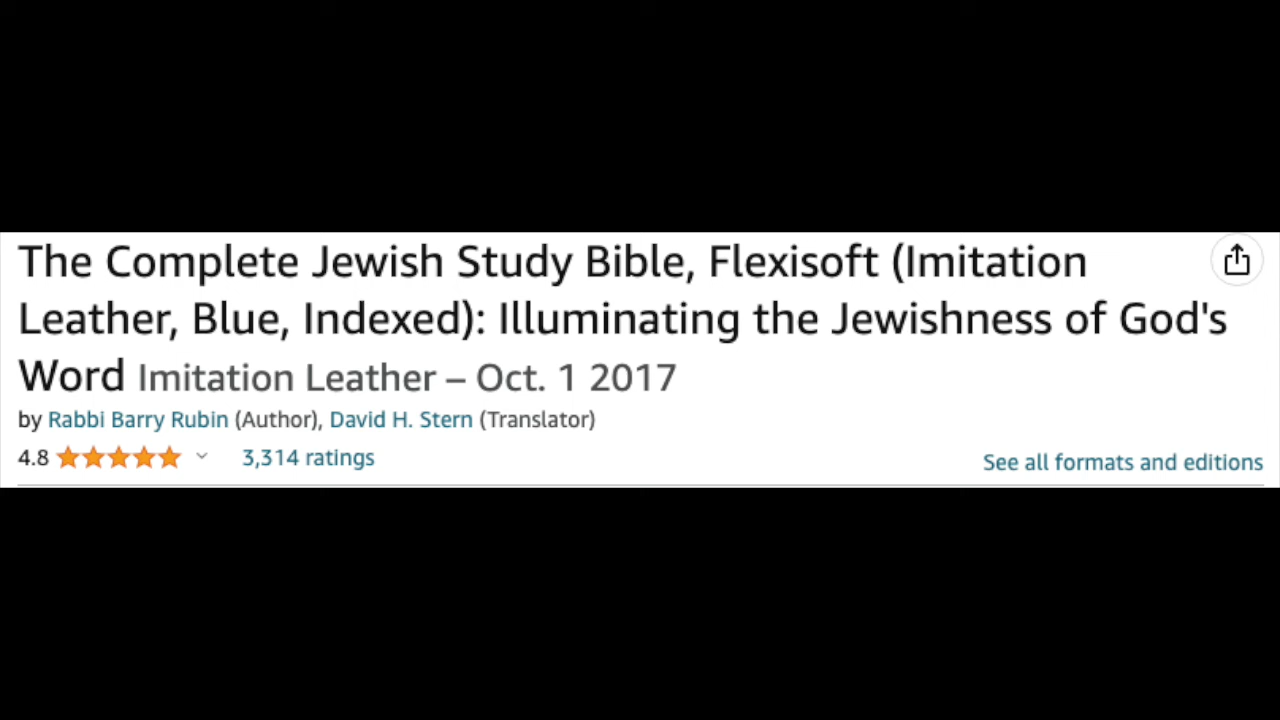 The Complete Jewish Study Bible, Flexisoft (Imitation
Leather, Blue, Indexed): Illuminating the Jewishness of God's
Word Imitation Leather – Oct. 1 2017
by Rabbi Barry Rubin (Author), David H. Stern (Translator)
4.8 3,314 ratings
See all formats and editions